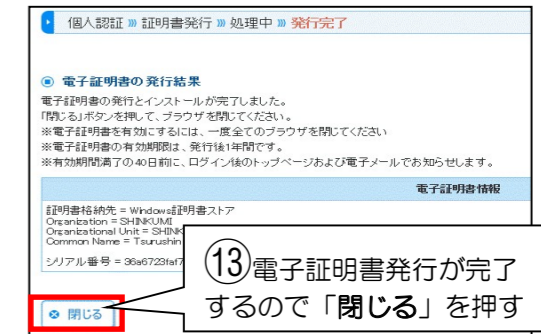 個人認証 ⋙ 証明書発行 ⋙ 処理中 ⋙ 発行完了
電子証明書の発行結果
電子証明書の発行とインストールが完了しました。
「閉じる」ボタンを押して、ブラウザを閉じてください。
※電子証明書を有効にするには、一度全てのブラウザを閉じてください
※電子証明書の有効期限は、発行後1年間です。
※有効期間満了の40日前に、ログイン後のトップページおよび電子メールでお知らせします。
電子証明書情報
証明書格納先 = Windows証明書ストア
Organization = SHINKUMI
Organizational Unit = SHINK
Common Name = Tsurushin
シリアル番号 = 36a6723faf7
⑬電子証明書発行が完了
するので「閉じる」を押す
閉じる